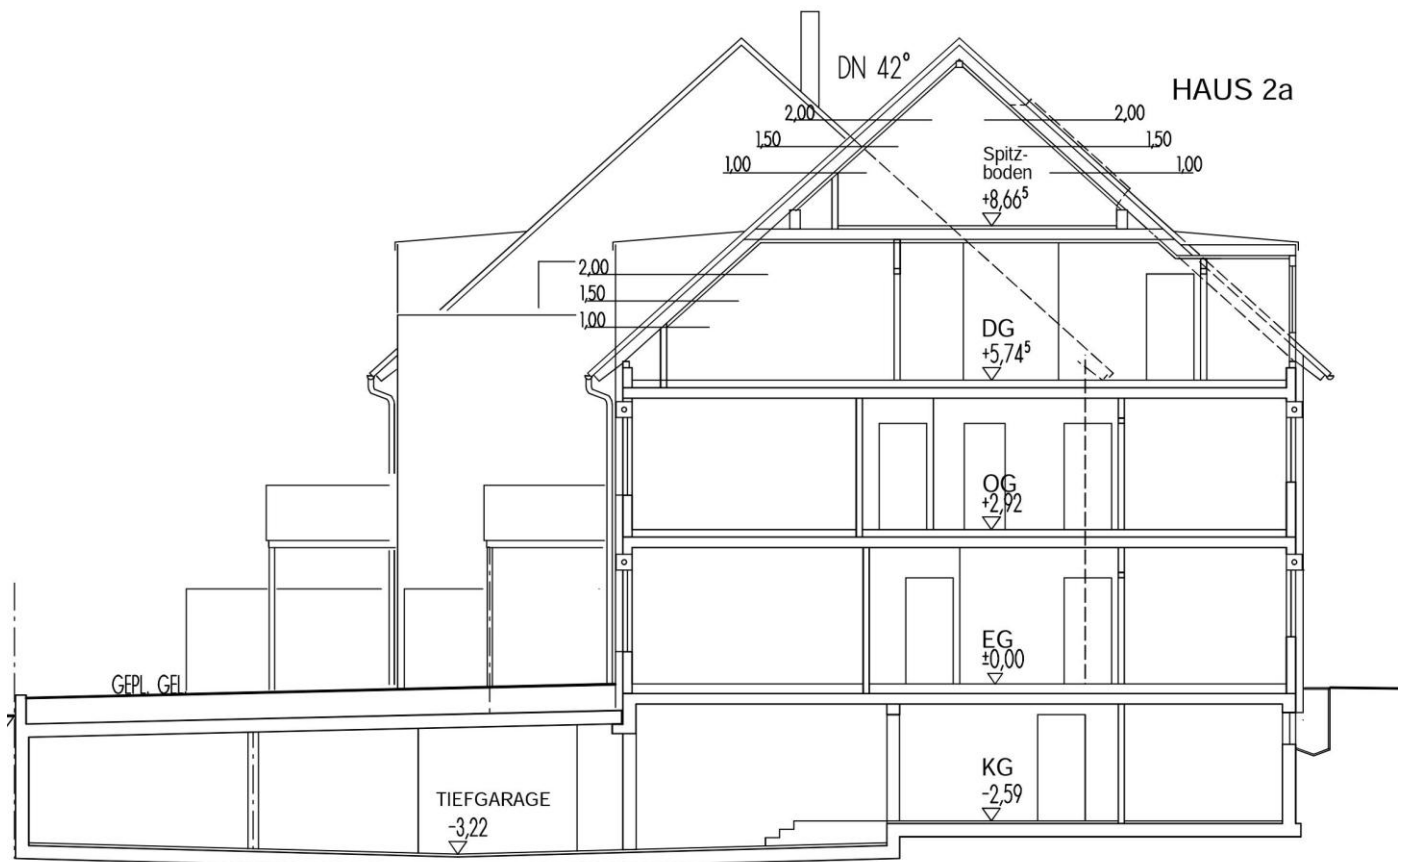 DN 42°
HAUS 2a
2,00
2,00
1,50
1,50
1,00
1,00
Spitz-
boden
+8,66⁵
2,00
1,50
1,00
DG
+5,74⁵
OG
+2,92
EG
±0,00
GEPL. GEL
KG
-2,59
TIEFGARAGE
-3,22